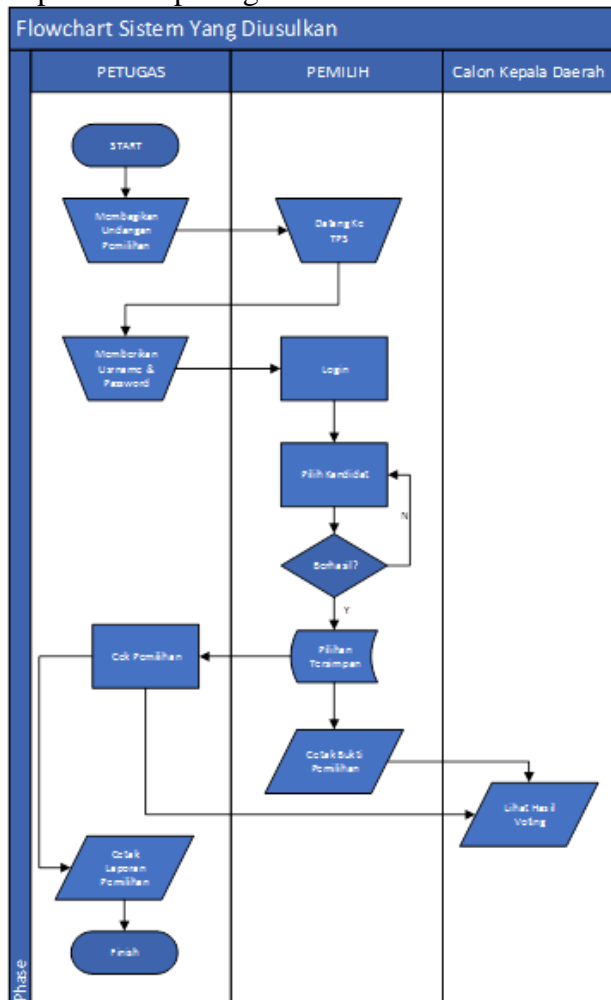 Flowchart Sistem Yang Diusulkan
PETUGAS
PEMILIH
Calon Kepala Daerah
START
Membagikan
Undangan
Pemilihan
Datang Ke
TPS
Memberikan
Usrname &
Password
Login
Pilih Kandidat
N
Berhasil?
Y
Cek Pemilihan
Pilihan
Tersimpan
Cetak Bukti
Pemilihan
Lihat Hasil
Voting
Cetak
Laporan
Pemilihan
Finish
Phase